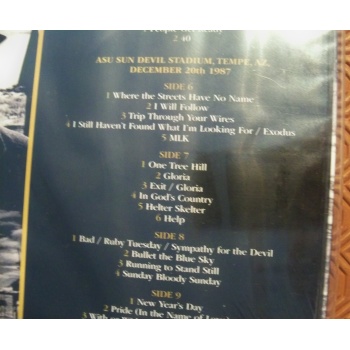 2 40
ASU SUN DEVIL STADIUM, TEMPE, AZ,
DECEMBER 20th 1987
SIDE 6
1 Where the Streets Have No Name
2 I Will Follow
3 Trip Through Your Wires
4 I Still Haven't Found What I'm Looking For / Exodus
5 MLK
SIDE 7
1 One Tree Hill
2 Gloria
3 Exit / Gloria
4 In God's Country
5 Helter Skelter
6 Help
SIDE 8
1 Bad / Ruby Tuesday / Sympathy for the Devil
2 Bullet the Blue Sky
3 Running to Stand Still
4 Sunday Bloody Sunday
SIDE 9
1 New Year's Day
2 Pride (In the Name of Love)
3 With or